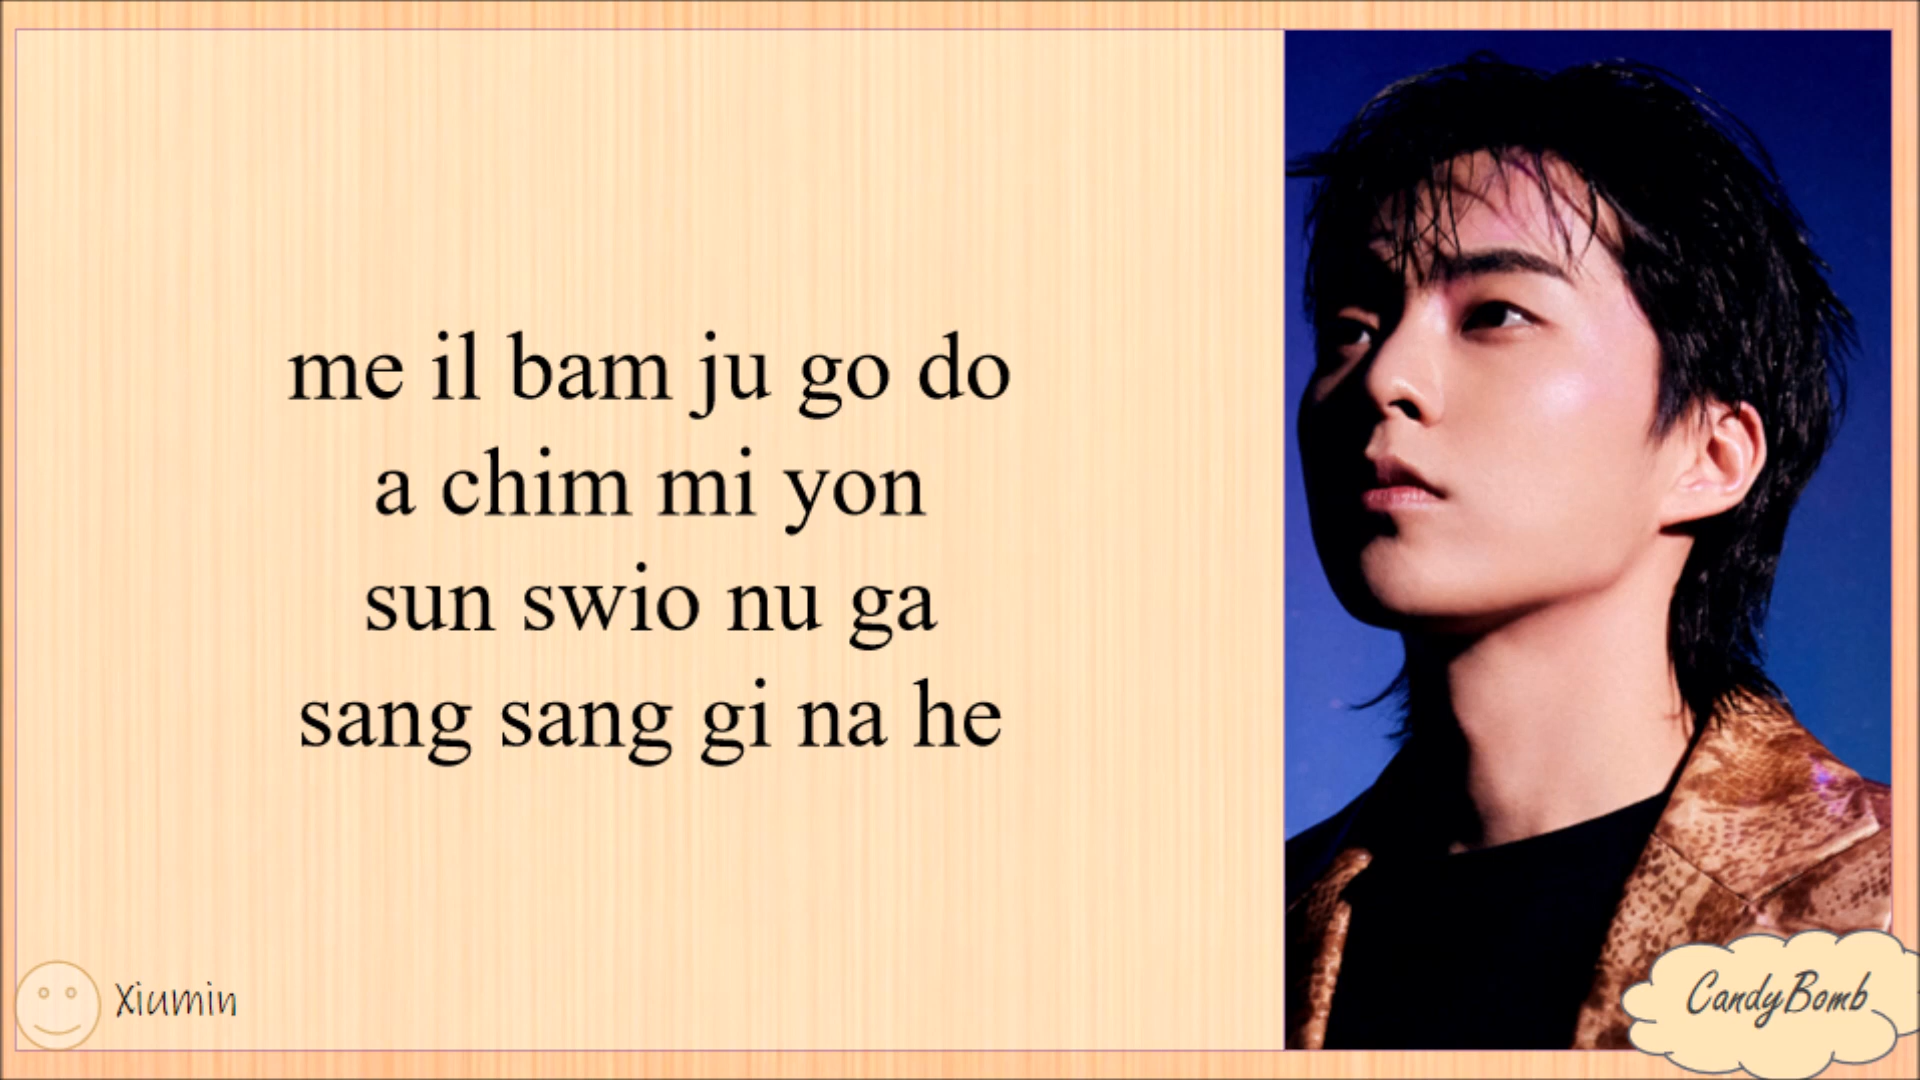 me il bam ju go do
a chim mi yon
sun swio nu ga
sang sang gi na he
Xiumin
CandyBomb